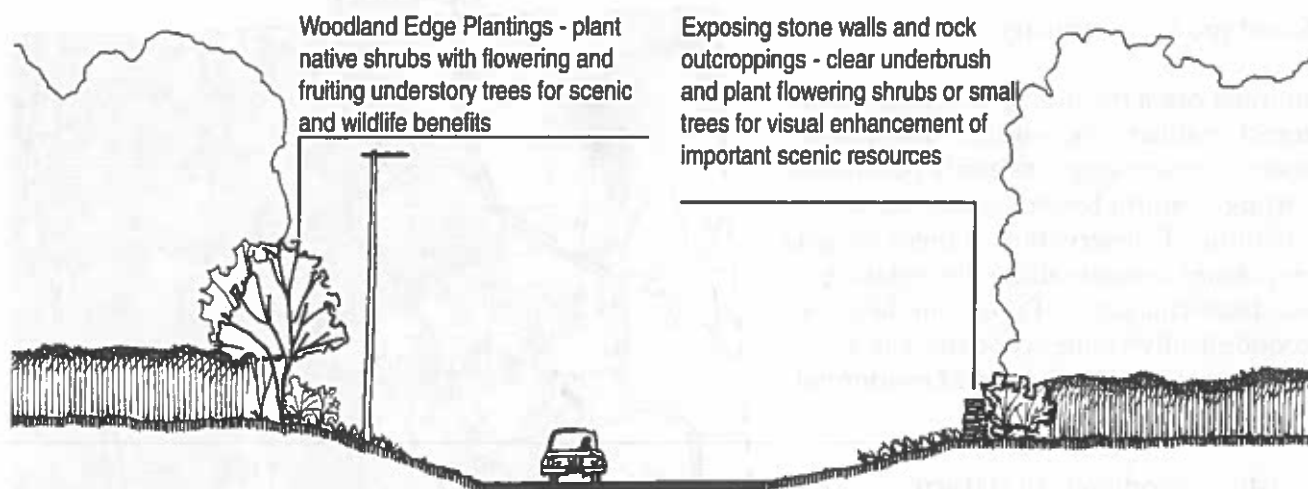 Woodland Edge Plantings - plant
native shrubs with flowering and
fruiting understory trees for scenic
and wildlife benefits
Exposing stone walls and rock
outcroppings - clear underbrush
and plant flowering shrubs or small
trees for visual enhancement of
important scenic resources